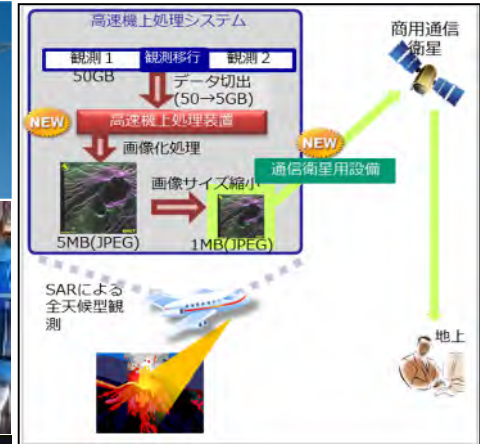 高速機上処理システム
観測1
観測移行
観測2
50GB
データ切出
(50→5GB)
NEW
高速機上処理装置
画像化処理
画像サイズ縮小
5MB(JPEG)
1MB(JPEG)
NEW
通信衛星用設備
商用通信
衛星
SARによる
全天候型観
測
地上